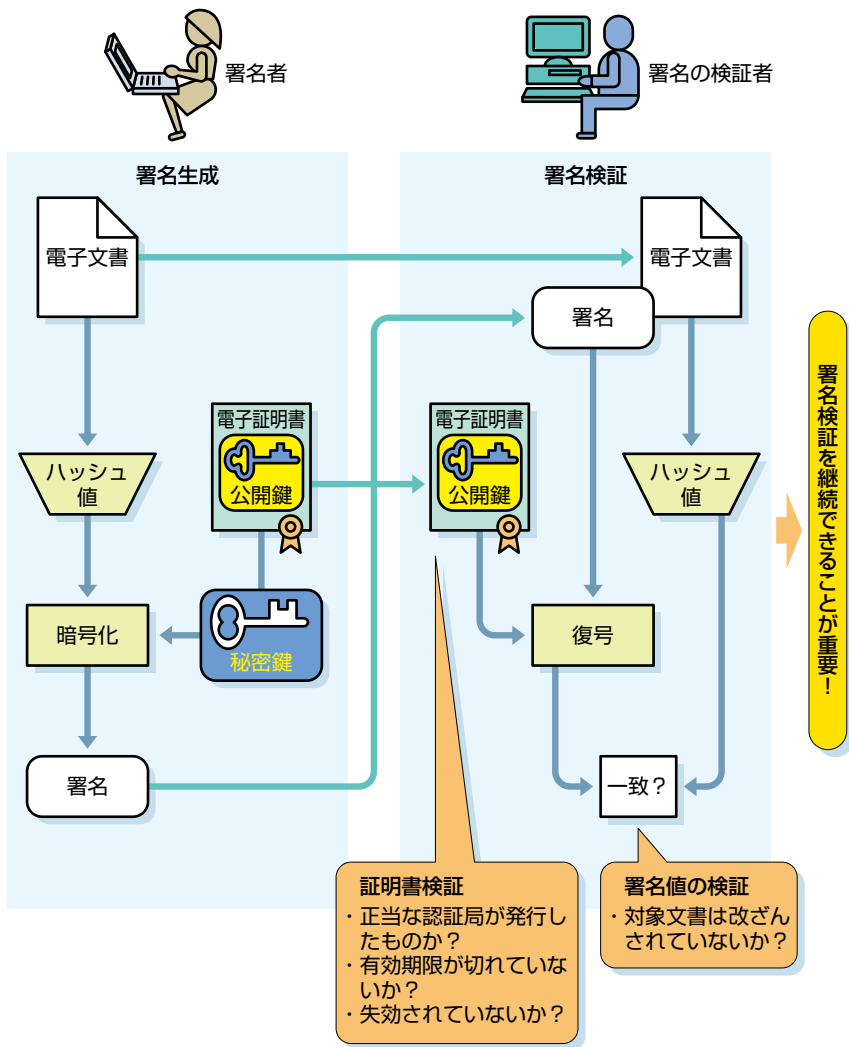 署名者
署名の検証者
署名生成
署名検証
電子文書
電子文書
署名
電子証明書
公開鍵
電子証明書
公開鍵
ハッシュ
値
ハッシュ
値
暗号化
秘密鍵
復号
署名
一致？
署名検証を継続できることが重要！
証明書検証
・正当な認証局が発行し
たものか？
・有効期限が切れていな
いか？
・失効されていないか？
署名値の検証
・対象文書は改ざん
されていないか？